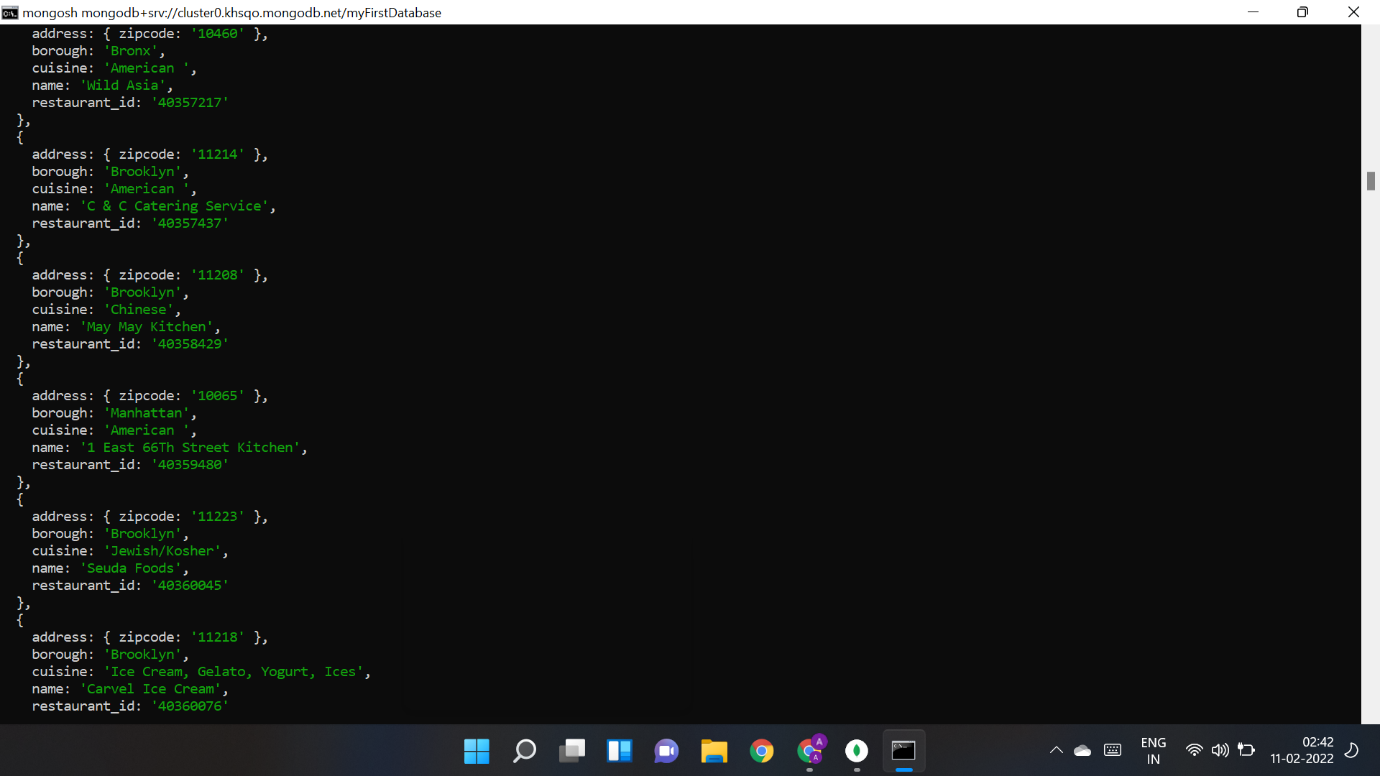 mongosh mongodb+srv://cluster0.khsqo.mongodb.net/myFirstDatabase
address: { zipcode: '10460' },
borough: 'Bronx',
cuisine: 'American ',
name: 'Wild Asia',
restaurant_id: '40357217'
},
{
address: { zipcode: '11214' },
borough: 'Brooklyn',
cuisine: 'American ',
name: 'C & C Catering Service',
restaurant_id: '40357437'
},
{
address: { zipcode: '11208' },
borough: 'Brooklyn',
cuisine: 'Chinese',
name: 'May May Kitchen',
restaurant_id: '40358429'
},
{
address: { zipcode: '10065' },
borough: 'Manhattan',
cuisine: 'American ',
name: '1 East 66Th Street Kitchen',
restaurant_id: '40359480'
},
{
address: { zipcode: '11223' },
borough: 'Brooklyn',
cuisine: 'Jewish/Kosher',
name: 'Seuda Foods',
restaurant_id: '40360045'
},
{
address: { zipcode: '11218' },
borough: 'Brooklyn',
cuisine: 'Ice Cream, Gelato, Yogurt, Ices',
name: 'Carvel Ice Cream',
restaurant_id: '40360076'
A
A
ENG
IN
02:42
11-02-2022